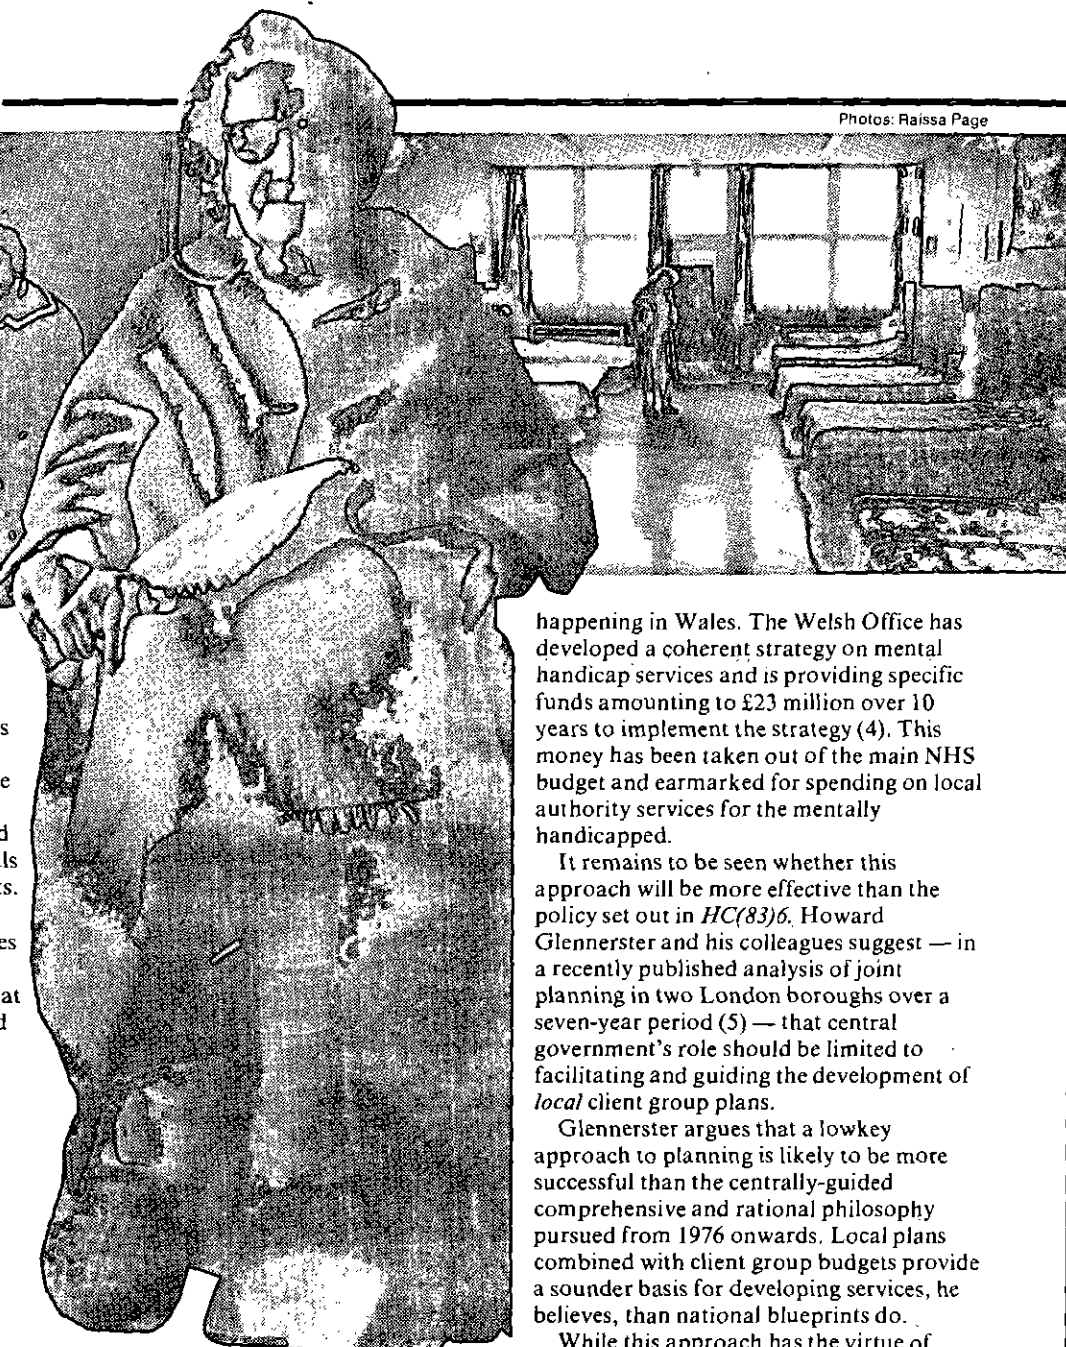 Photos: Raissa Page
s
e
d
ls
ts.
es
at
d
happening in Wales. The Welsh Office has
developed a coherent strategy on mental
handicap services and is providing specific
funds amounting to £23 million over 10
years to implement the strategy (4). This
money has been taken out of the main NHS
budget and earmarked for spending on local
authority services for the mentally
handicapped.
It remains to be seen whether this
approach will be more effective than the
policy set out in HC(83)6. Howard
Glennerster and his colleagues suggest — in
a recently published analysis of joint
planning in two London boroughs over a
seven-year period (5) — that central
government's role should be limited to
facilitating and guiding the development of
local client group plans.
Glennerster argues that a lowkey
approach to planning is likely to be more
successful than the centrally-guided
comprehensive and rational philosophy
pursued from 1976 onwards. Local plans
combined with client group budgets provide
a sounder basis for developing services, he
believes, than national blueprints do.
While this approach has the virtue of